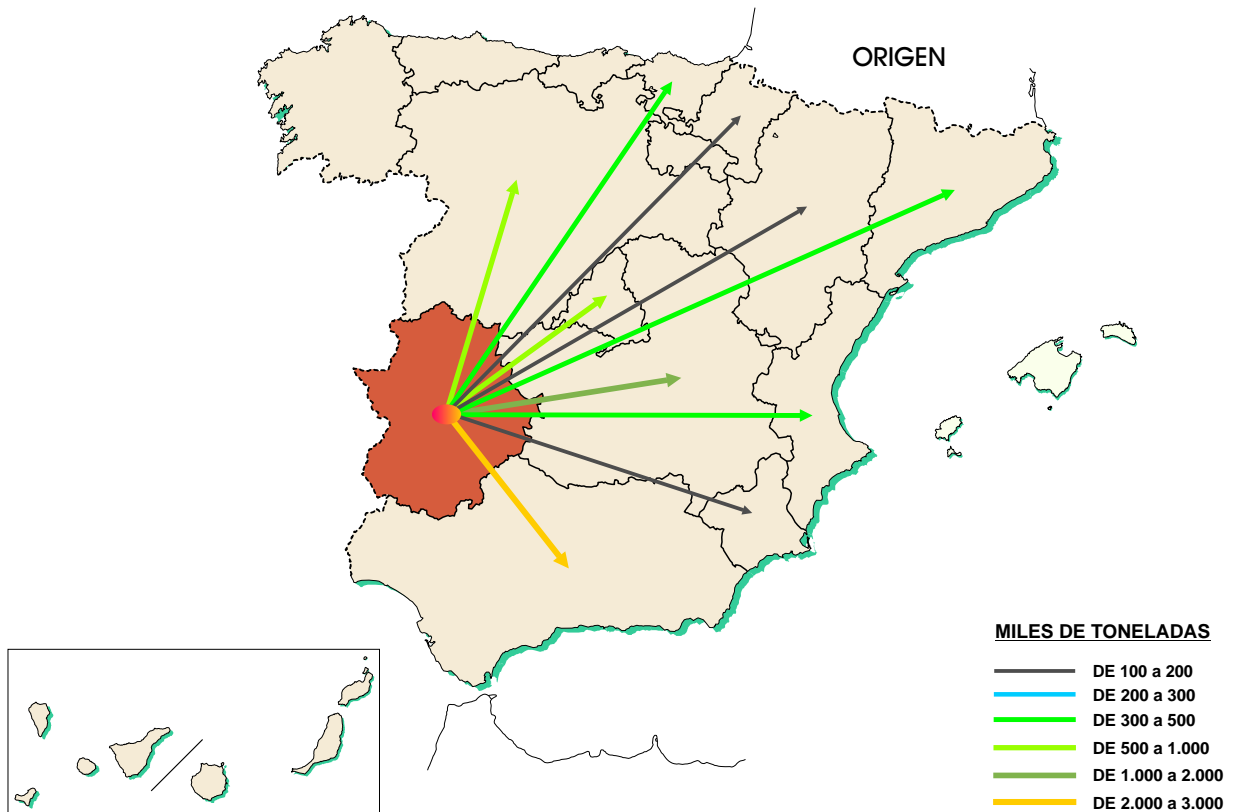 ORIGEN
MILES DE TONELADAS
DE 100 a 200
DE 200 a 300
DE 300 a 500
DE 500 a 1.000
DE 1.000 a 2.000
DE 2.000 a 3.000